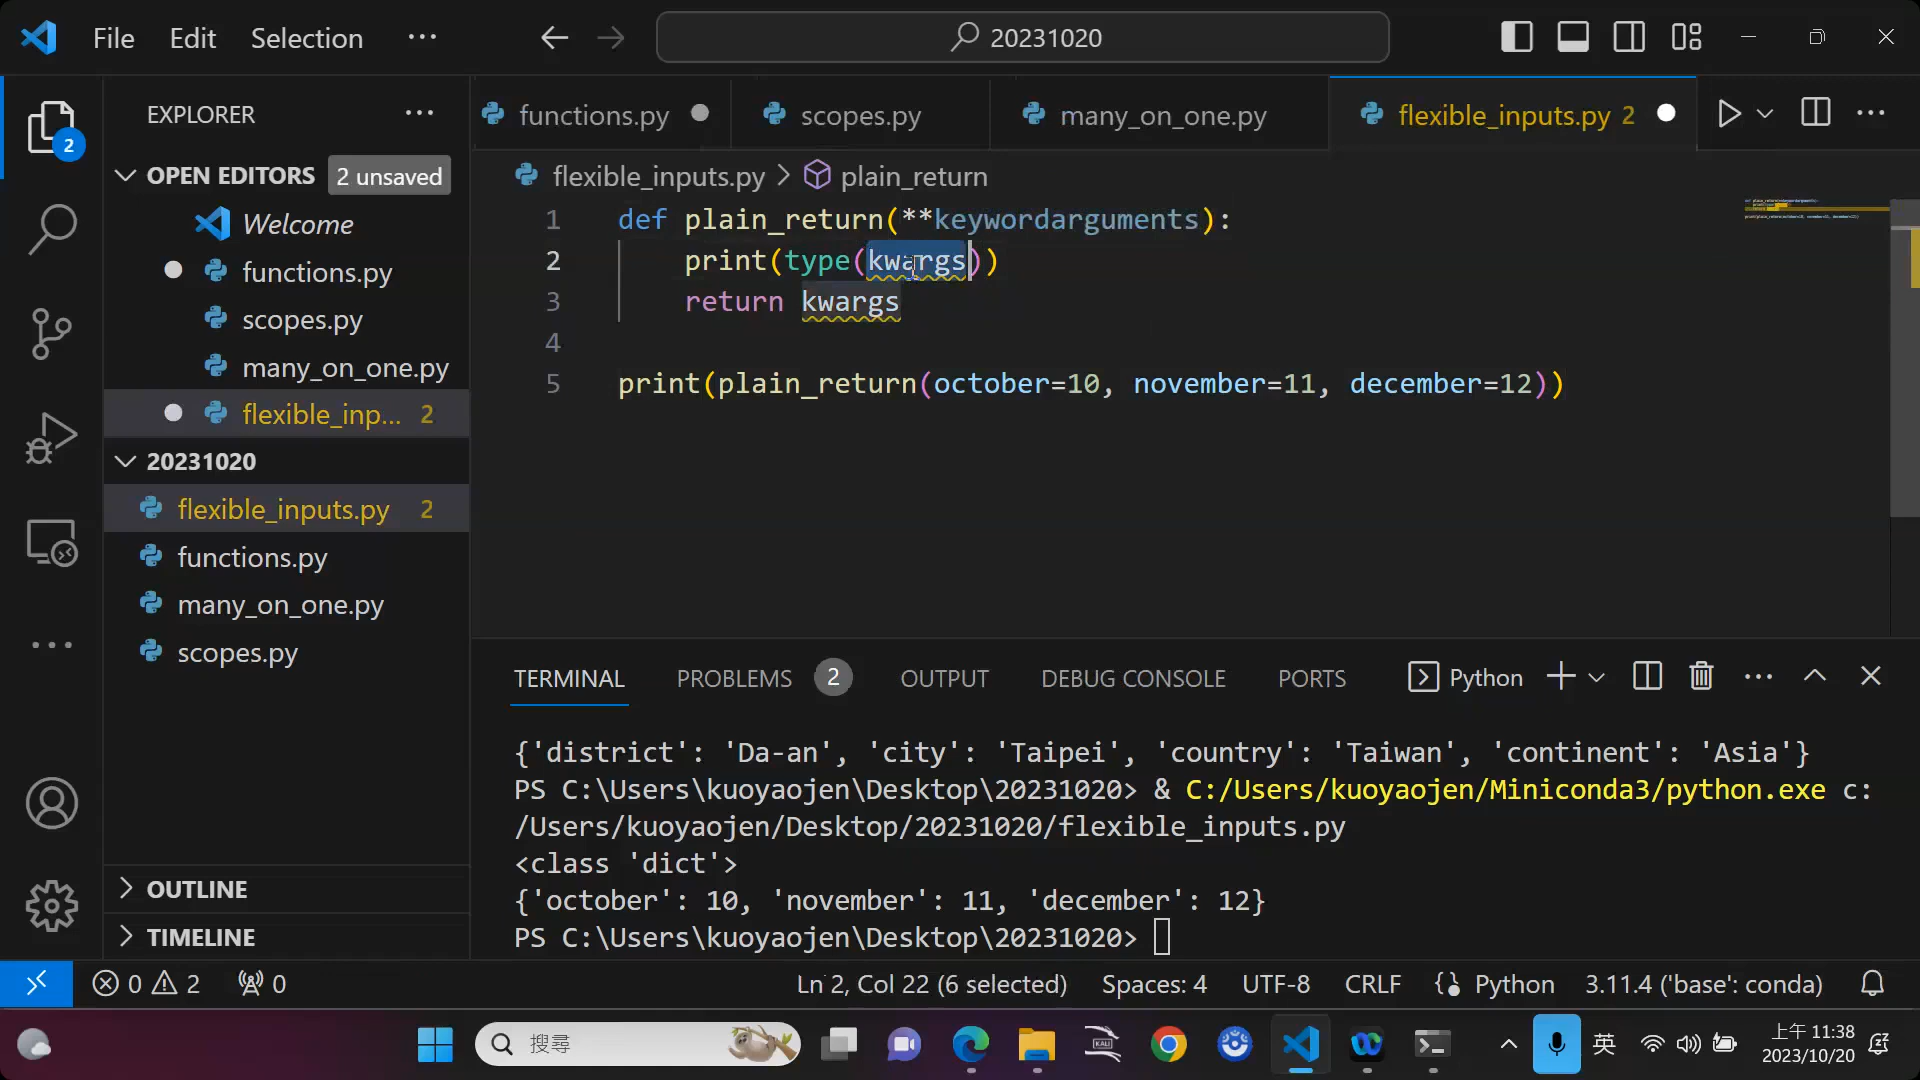 File Edit Selection ··· 20231020
EXPLORER ···
functions.py scopes.py many_on_one.py flexible_inputs.py 2 ···
OPEN EDITORS 2 unsaved
Welcome
functions.py
scopes.py
many_on_one.py
flexible_inp... 2
20231020
flexible_inputs.py 2
functions.py
many_on_one.py
scopes.py
OUTLINE
TIMELINE
2
flexible_inputs.py > plain_return
1 def plain_return(**keywordarguments):
2 print(type(kwargs))
3 return kwargs
4
5 print(plain_return(october=10, november=11, december=12))
TERMINAL PROBLEMS 2 OUTPUT DEBUG CONSOLE PORTS Python ···
{'district': 'Da-an', 'city': 'Taipei', 'country': 'Taiwan', 'continent': 'Asia'}
PS C:\Users\kuoyaojen\Desktop\20231020> & C:/Users/kuoyaojen/Miniconda3/python.exe c:
/Users/kuoyaojen/Desktop/20231020/flexible_inputs.py
<class 'dict'>
{'october': 10, 'november': 11, 'december': 12}
PS C:\Users\kuoyaojen\Desktop\20231020>
0 2 0 Ln 2, Col 22 (6 selected) Spaces: 4 UTF-8 CRLF Python 3.11.4 ('base': conda)
搜尋 KALI 英 上午 11:38
2023/10/20